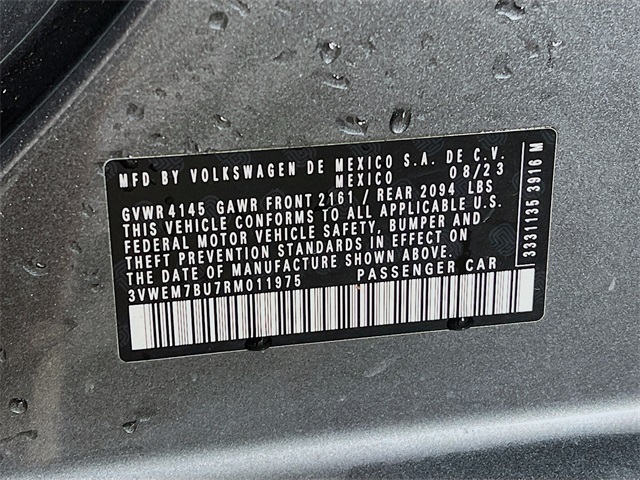 MFD BY VOLKSWAGEN DE MEXICO S.A. DE C.V.
MEXICO 08/23
GVWR 4145 GAWR FRONT 2161 / REAR 2094 LBS
THIS VEHICLE CONFORMS TO ALL APPLICABLE U.S.
FEDERAL MOTOR VEHICLE SAFETY, BUMPER AND
THEFT PREVENTION STANDARDS IN EFFECT ON
THE DATE OF MANUFACTURE SHOWN ABOVE.
3VWEM7BU7RM011975 PASSENGER CAR
3331135 3916 M